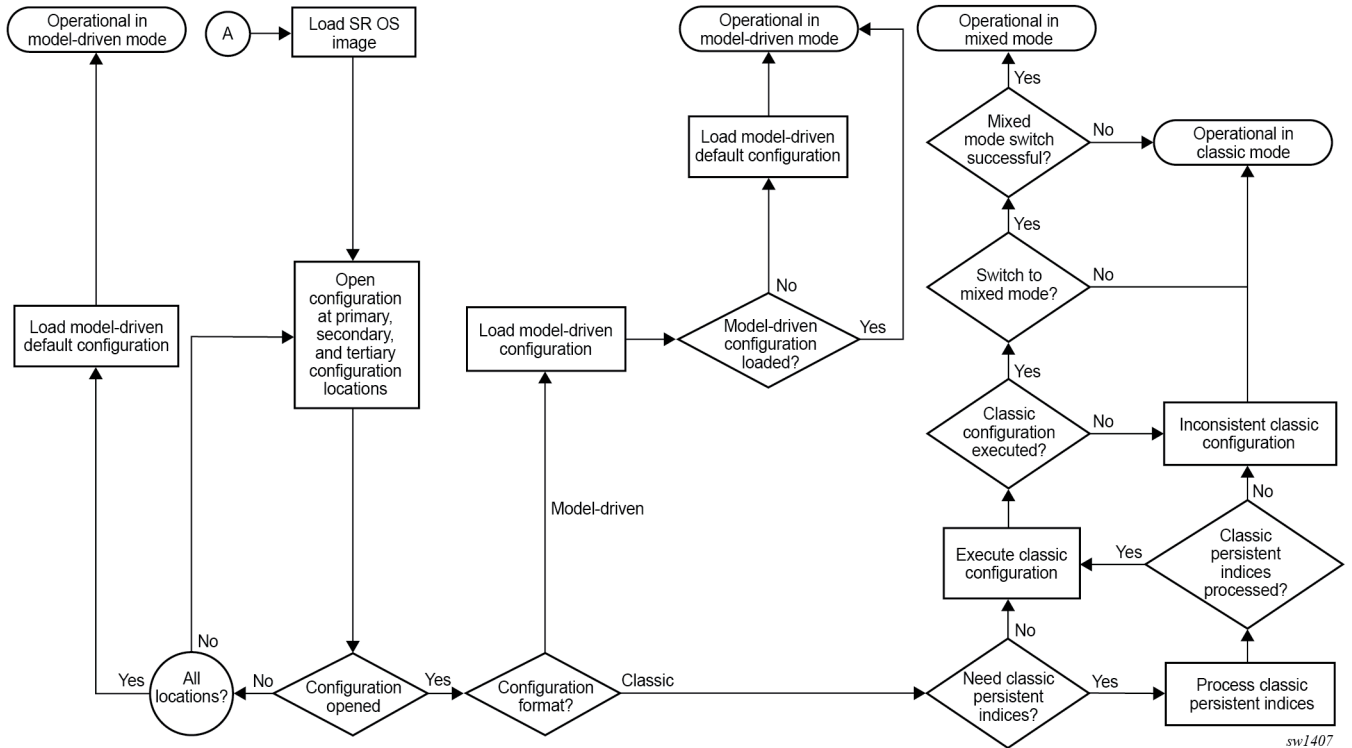 Operational in
model-driven mode
A
Load SR OS
image
Operational in
model-driven mode
Operational in
mixed mode
Yes
Mixed
mode switch
successful?
No
Operational in
classic mode
Load model-driven
default configuration
Yes
Open
configuration
at primary,
secondary,
and tertiary
configuration
locations
Switch to
mixed mode?
No
No
Load model-driven
default configuration
Load model-driven
configuration
Model-driven
configuration
loaded?
Yes
Yes
Classic
configuration
executed?
No
Inconsistent classic
configuration
Model-driven
No
Execute classic
configuration
Yes
Classic
persistent
indices
processed?
No
No
Yes
All
locations?
No
Configuration
opened
Yes
Configuration
format?
Classic
Need classic
persistent
indices?
Yes
Process classic
persistent indices
sw1407